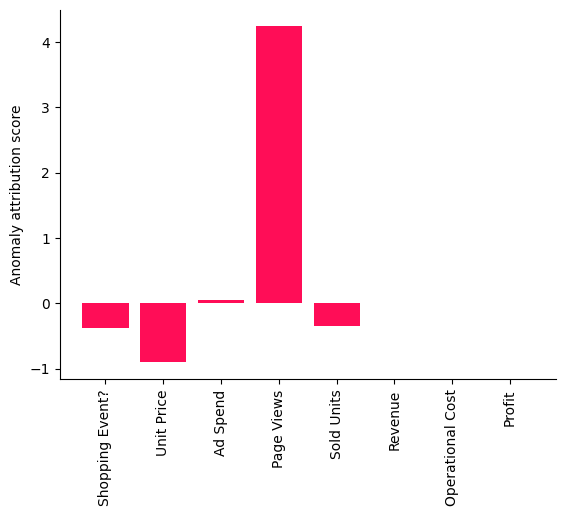 Anomaly attribution score
4
3
2
1
0
−1
Shopping Event?
Unit Price
Ad Spend
Page Views
Sold Units
Revenue
Operational Cost
Profit